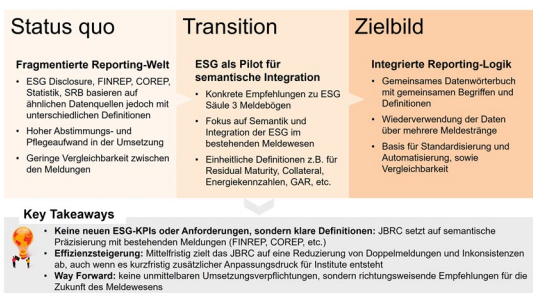 Status quo
Fragmentierte Reporting-Welt
• ESG Disclosure, FINREP, COREP,
Statistik, SRB basieren auf
ähnlichen Datenquellen jedoch mit
unterschiedlichen Definitionen
• Hoher Abstimmungs- und
Pflegeaufwand in der Umsetzung
• Geringe Vergleichbarkeit zwischen
den Meldungen
Transition
ESG als Pilot für
semantische Integration
• Konkrete Empfehlungen zu ESG
Säule 3 Meldebögen
• Fokus auf Semantik und
Integration der ESG im
bestehenden Meldewesen
• Einheitliche Definitionen z.B. für
Residual Maturity, Collateral,
Energiekennzahlen, GAR, etc.
Zielbild
Integrierte Reporting-Logik
• Gemeinsames Datenwörterbuch
mit gemeinsamen Begriffen und
Definitionen
• Wiederverwendung der Daten
über mehrere Meldestränge
• Basis für Standardisierung und
Automatisierung, sowie
Vergleichbarkeit
Key Takeaways
• Keine neuen ESG-KPIs oder Anforderungen, sondern klare Definitionen: JBRC setzt auf semantische
Präzisierung mit bestehenden Meldungen (FINREP, COREP, etc.)
• Effizienzsteigerung: Mittelfristig zielt das JBRC auf eine Reduzierung von Doppelmeldungen und Inkonsistenzen
ab, auch wenn es kurzfristig zusätzlicher Anpassungsdruck für Institute entsteht
• Way Forward: keine unmittelbaren Umsetzungsverpflichtungen, sondern richtungsweisende Empfehlungen für die
Zukunft des Meldewesens